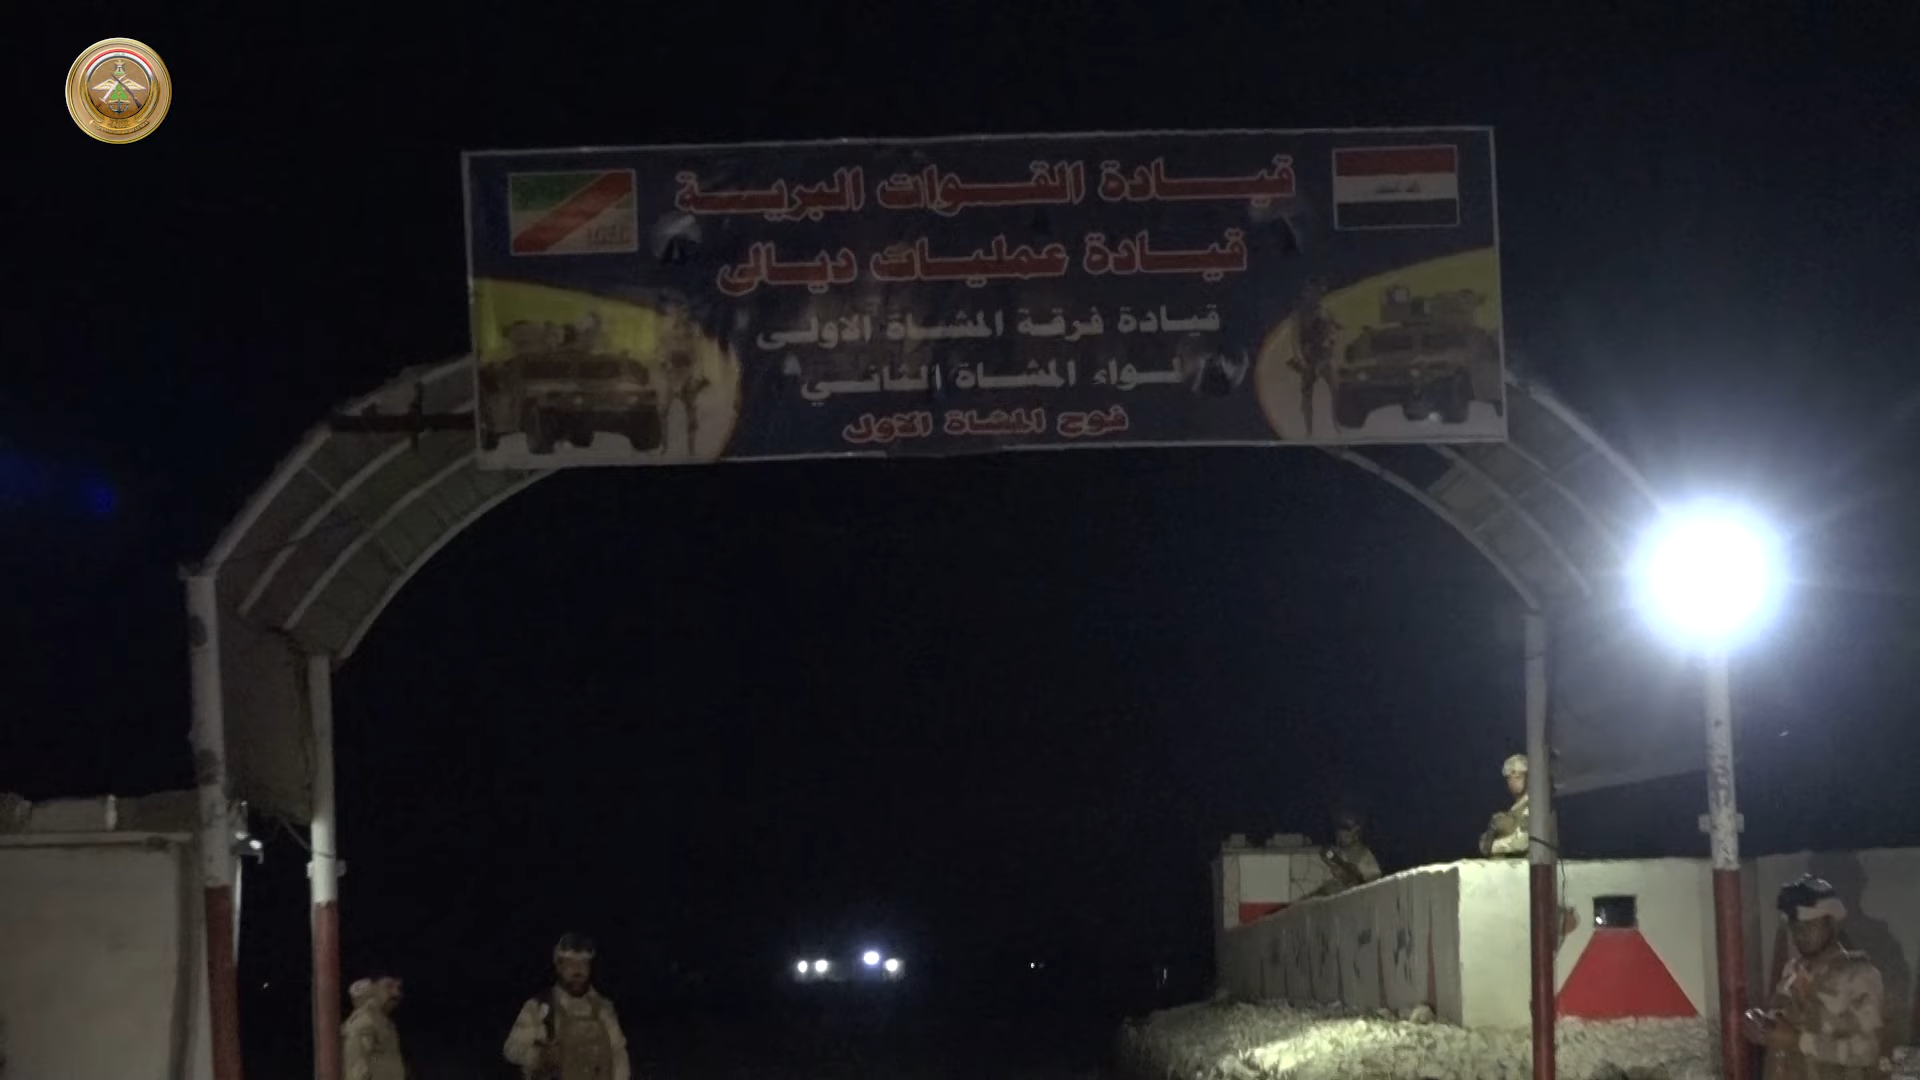 قيادة القوات البرية
قيادة عمليات ديالى
قيادة فرقة المشاة الاولى
لواء المشاة الثاني
فوج المشاة الاول